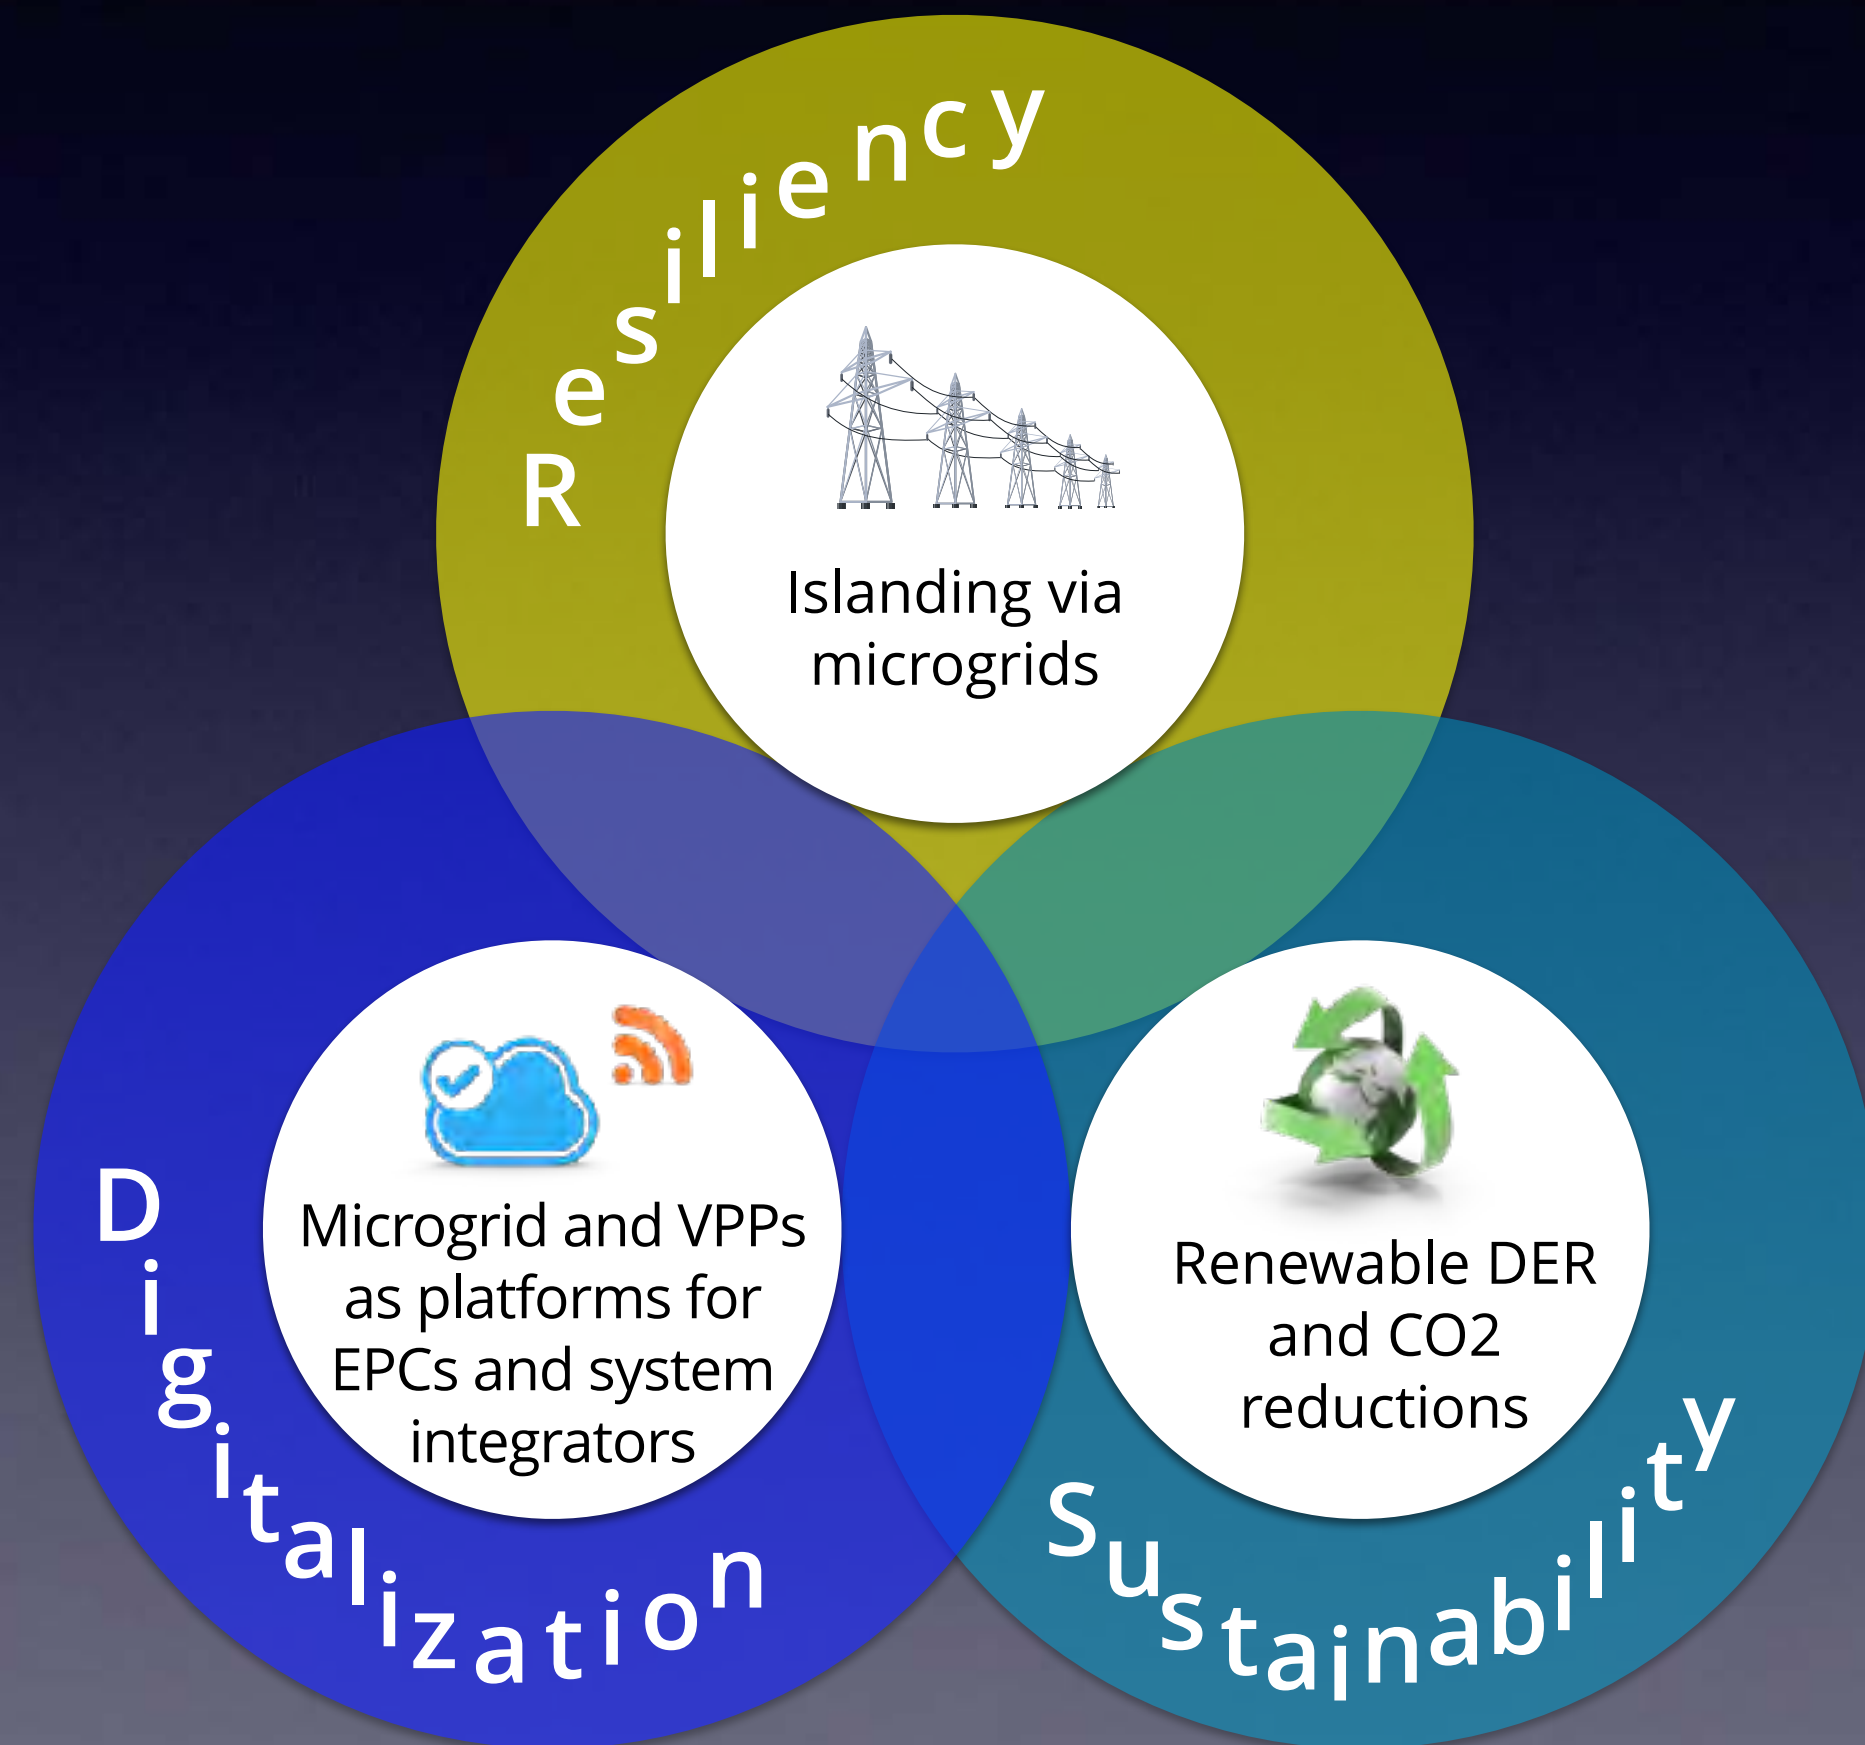 Resiliency
Islanding via
microgrids
Digitalization
Microgrid and VPPs
as platforms for
EPCs and system
integrators
Renewable DER
and CO2
reductions
Sustainability